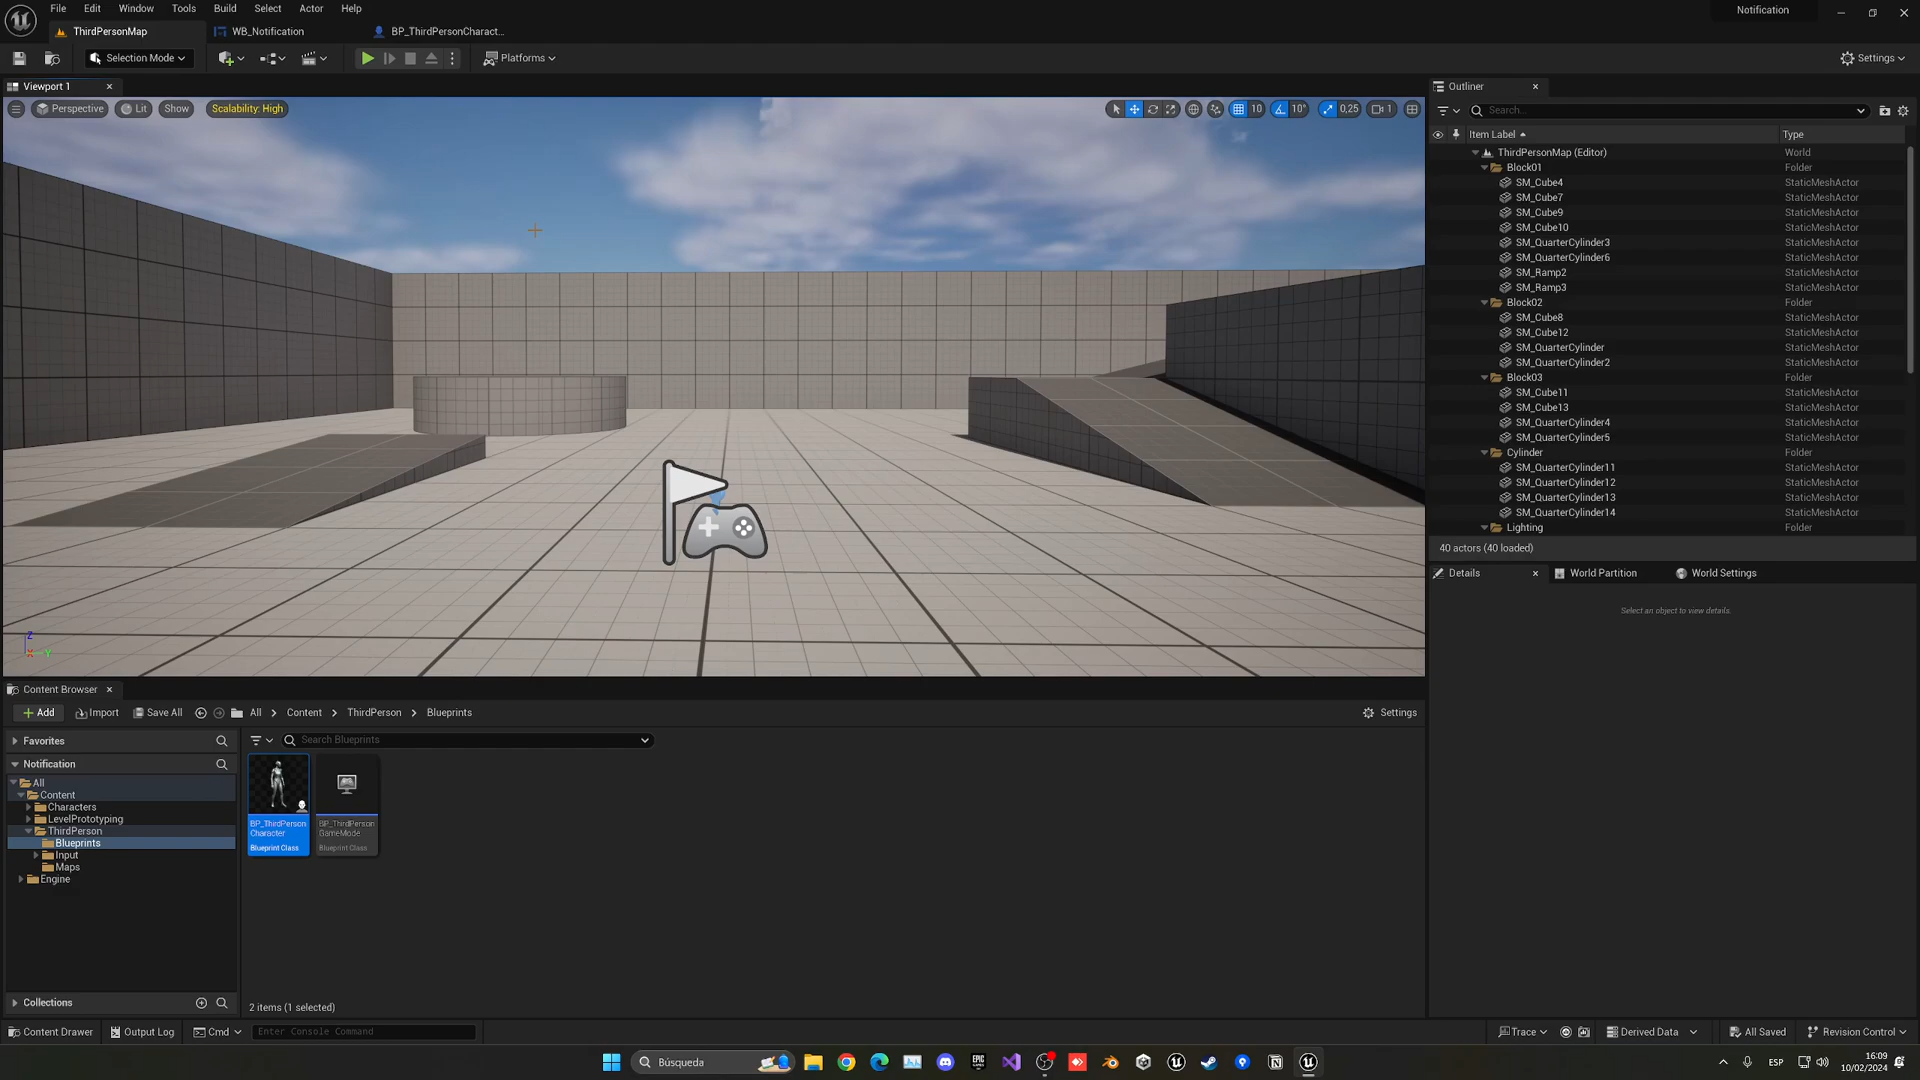 File Edit Window Tools Build Select Actor Help
Notification
ThirdPersonMap
WB_Notification
BP_ThirdPersonCharact...
Selection Mode
Platforms
Settings
Viewport 1
Perspective
Lit
Show
Scalability: High
10
10°
0,25
1
Outliner
Search...
Item Label
Type
ThirdPersonMap (Editor) World
Block01 Folder
SM_Cube4 StaticMeshActor
SM_Cube7 StaticMeshActor
SM_Cube9 StaticMeshActor
SM_Cube10 StaticMeshActor
SM_QuarterCylinder3 StaticMeshActor
SM_QuarterCylinder6 StaticMeshActor
SM_Ramp2 StaticMeshActor
SM_Ramp3 StaticMeshActor
Block02 Folder
SM_Cube8 StaticMeshActor
SM_Cube12 StaticMeshActor
SM_QuarterCylinder StaticMeshActor
SM_QuarterCylinder2 StaticMeshActor
Block03 Folder
SM_Cube11 StaticMeshActor
SM_Cube13 StaticMeshActor
SM_QuarterCylinder4 StaticMeshActor
SM_QuarterCylinder5 StaticMeshActor
Cylinder Folder
SM_QuarterCylinder11 StaticMeshActor
SM_QuarterCylinder12 StaticMeshActor
SM_QuarterCylinder13 StaticMeshActor
SM_QuarterCylinder14 StaticMeshActor
Lighting Folder
40 actors (40 loaded)
Details
World Partition
World Settings
Select an object to view details.
Z
X Y
Content Browser
Add
Import
Save All
All > Content > ThirdPerson > Blueprints
Settings
Favorites
Search Blueprints
Notification
All
Content
Characters
LevelPrototyping
ThirdPerson
Blueprints
Input
Maps
Engine
BP_ThirdPerson
Character
Blueprint Class
BP_ThirdPerson
GameMode
Blueprint Class
Collections
2 items (1 selected)
Content Drawer
Output Log
Cmd
Enter Console Command
Trace
Derived Data
All Saved
Revision Control
Búsqueda
EPIC
GAMES
ESP
16:09
10/02/2024